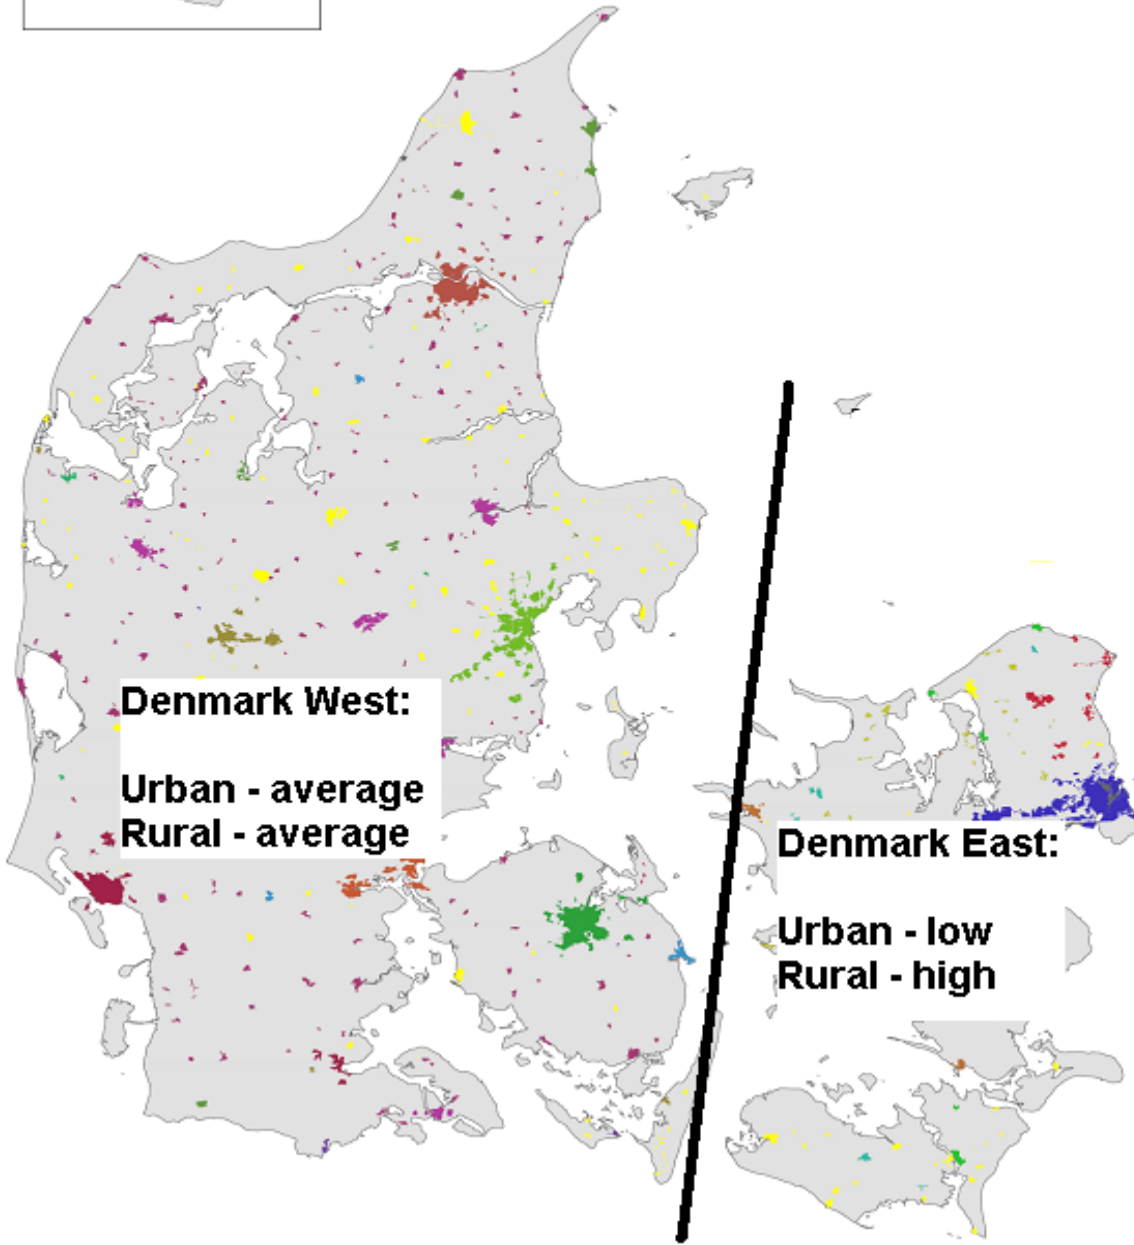 Denmark West:
Urban - average
Rural - average
Denmark East:
Urban - low
Rural - high